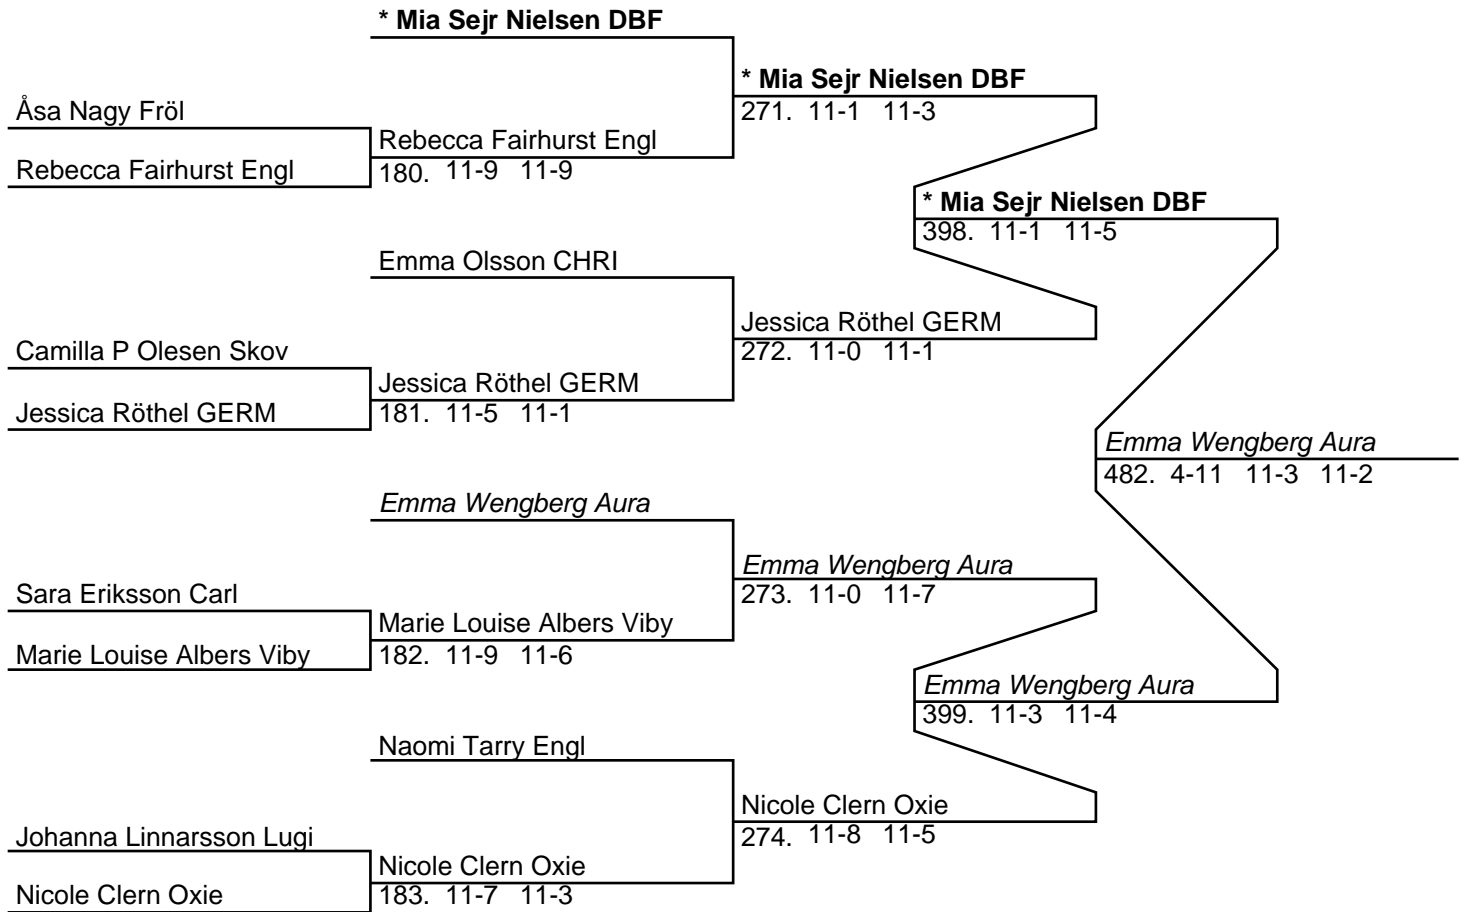 * Mia Sejr Nielsen DBF
* Mia Sejr Nielsen DBF
271. 11-1 11-3
Åsa Nagy Fröl
Rebecca Fairhurst Engl
180. 11-9 11-9
Rebecca Fairhurst Engl
* Mia Sejr Nielsen DBF
398. 11-1 11-5
Emma Olsson CHRI
Jessica Röthel GERM
272. 11-0 11-1
Camilla P Olesen Skov
Jessica Röthel GERM
181. 11-5 11-1
Jessica Röthel GERM
Emma Wengberg Aura
482. 4-11 11-3 11-2
Emma Wengberg Aura
Emma Wengberg Aura
273. 11-0 11-7
Sara Eriksson Carl
Marie Louise Albers Viby
182. 11-9 11-6
Marie Louise Albers Viby
Emma Wengberg Aura
399. 11-3 11-4
Naomi Tarry Engl
Nicole Clern Oxie
274. 11-8 11-5
Johanna Linnarsson Lugi
Nicole Clern Oxie
183. 11-7 11-3
Nicole Clern Oxie